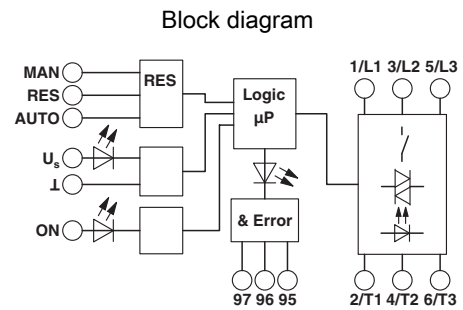 Block diagram
MAN
RES
AUTO
RES
Us
⊥
ON
Logic
µP
& Error
97 96 95
1/L1 3/L2 5/L3
2/T1 4/T2 6/T3